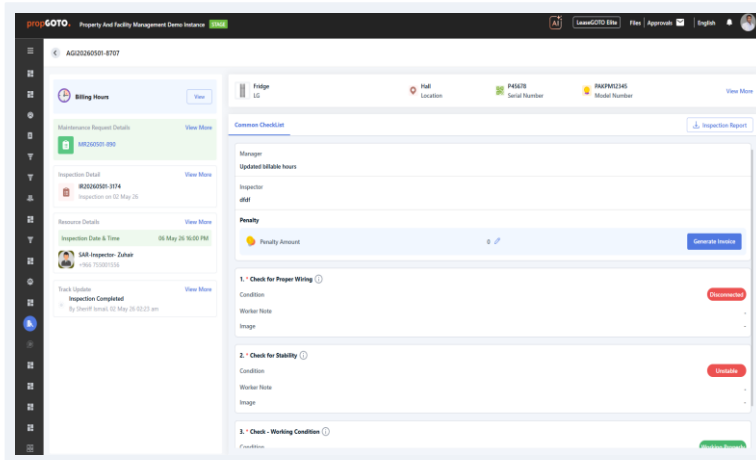 propGOTO. Property And Facility Management Demo Instance STAGE
AI LeaseGOTO Elite Files Approvals English
AGI20260501-8707
Billing Hours View
Maintenance Request Details View More
MR260501-890
Inspection Detail View More
IR20260501-3174
Inspection on 02 May 26
Resource Details View More
Inspection Date & Time 06 May 26 16:00 PM
SAR-Inspector- Zuhair
+966 755001556
Track Update View More
Inspection Completed
By Sheriff Ismail, 02 May 26 02:23 am
Fridge
LG
Hall
Location
P45678
Serial Number
PAKPM12345
Model Number
View More
Common CheckList Inspection Report
Manager
Updated billable hours
Inspector
dfdf
Penalty
Penalty Amount 0 Generate Invoice
1. * Check for Proper Wiring
Condition Disconnected
Worker Note -
Image -
2. * Check for Stability
Condition Unstable
Worker Note -
Image -
3. * Check - Working Condition
Condition Working Properly